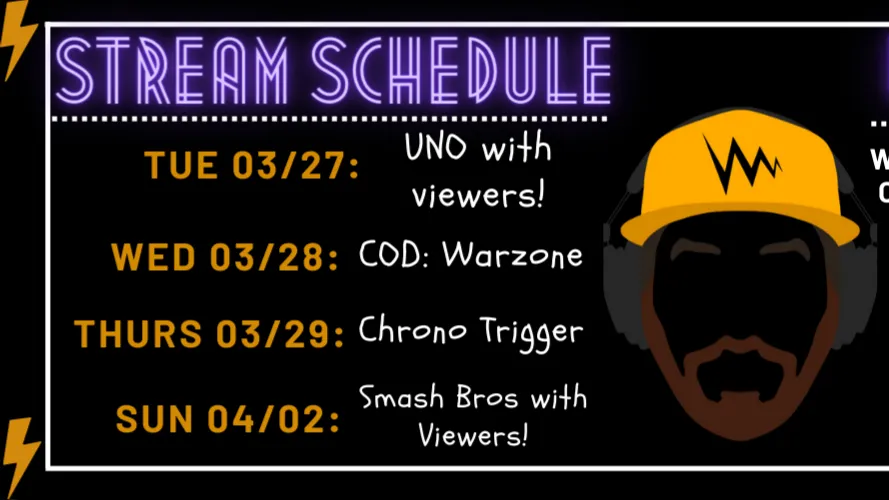 STREAM SCHEDULE
TUE 03/27:
UNO with
viewers!
WED 03/28: COD: Warzone
THURS 03/29: Chrono Trigger
SUN 04/02:
Smash Bros with
Viewers!